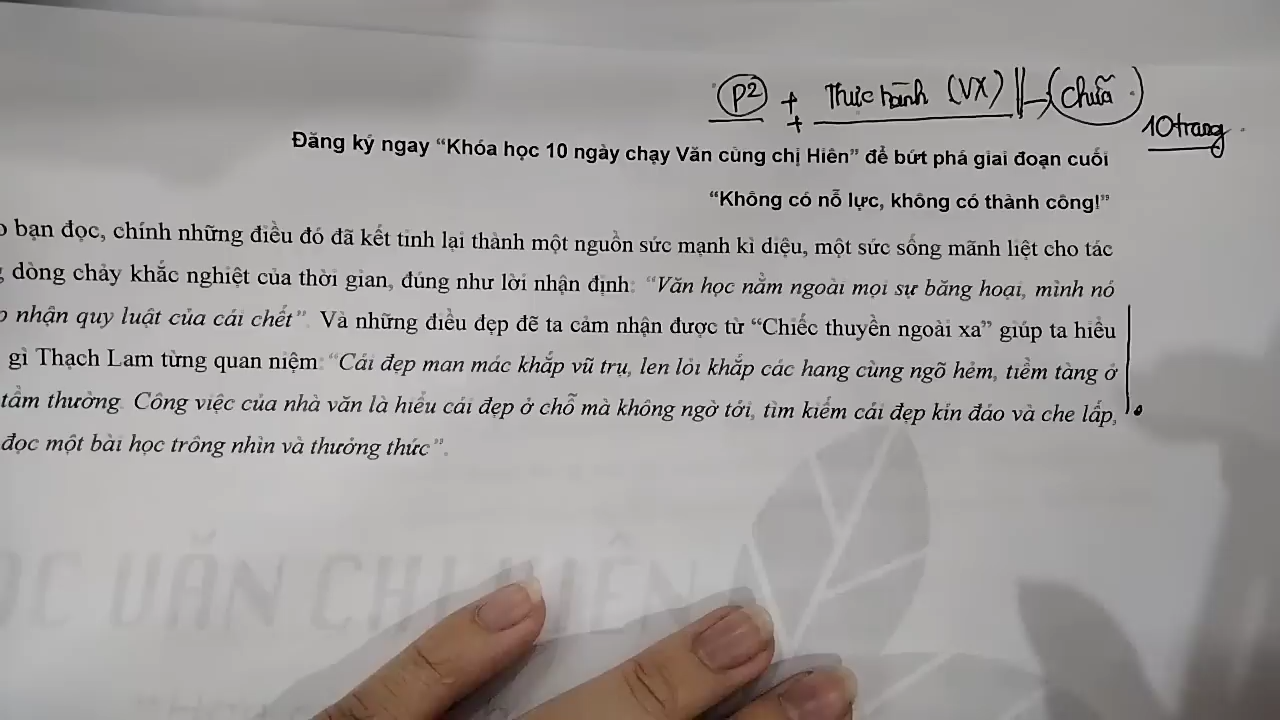 P2 + Thực hành (VX) || → (chữa)
+
10 trang
Đăng ký ngay “Khóa học 10 ngày chạy Văn cùng chị Hiên” để bứt phá giai đoạn cuối
“Không có nỗ lực, không có thành công!”
bạn đọc, chính những điều đó đã kết tinh lại thành một nguồn sức mạnh kì diệu, một sức sống mãnh liệt cho tác
dòng chảy khắc nghiệt của thời gian, đúng như lời nhận định: “Văn học nằm ngoài mọi sự băng hoại, mình nó
nhận quy luật của cái chết”. Và những điều đẹp đẽ ta cảm nhận được từ “Chiếc thuyền ngoài xa” giúp ta hiểu
gì Thạch Lam từng quan niệm: “Cái đẹp man mác khắp vũ trụ, len lỏi khắp các hang cùng ngõ hẻm, tiềm tàng ở
tầm thường. Công việc của nhà văn là hiểu cái đẹp ở chỗ mà không ngờ tới, tìm kiếm cái đẹp kín đáo và che lấp,
đọc một bài học trông nhìn và thưởng thức”.
ỌC VĂN CHỊ HIÊN